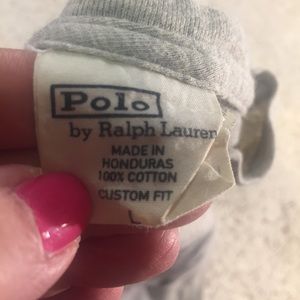 Polo
by Ralph Lauren
MADE IN
HONDURAS
100% COTTON
CUSTOM FIT
L